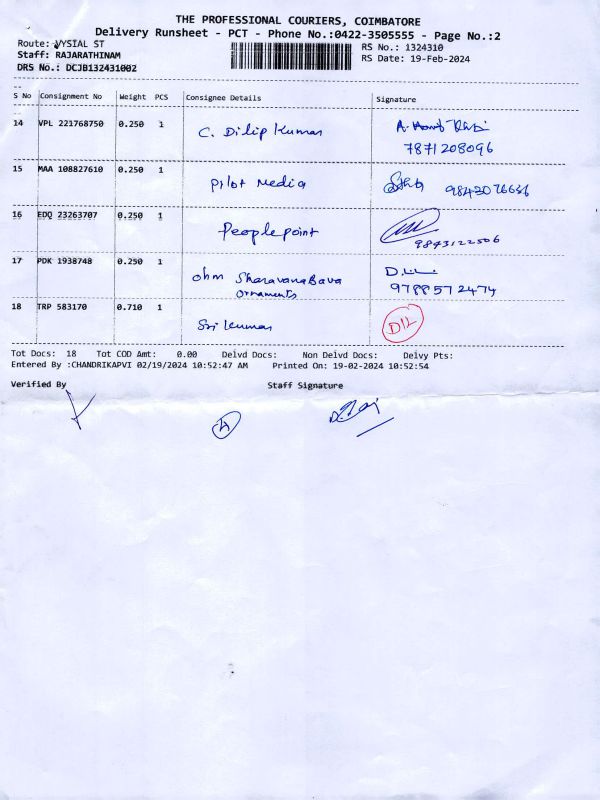 THE PROFESSIONAL COURIERS, COIMBATORE
Delivery Runsheet - PCT - Phone No.:0422-3505555 - Page No.:2
Route: VYSIAL ST
RS No.: 1324310
Staff: RAJARATHINAM
RS Date: 19-Feb-2024
DRS No.: DCJB132431002
S No Consignment No Weight PCS Consignee Details Signature
14 VPL 221768750 0.250 1 C. Dilip Kumar
7871208096
15 MAA 108827610 0.250 1 Pilot Media 9842076636
16 EDQ 23263707 0.250 1 Peoplepoint
9843122506
17 PDK 1938748 0.250 1 Ohm SharavanaBava
ornaments
9788572474
18 TRP 583170 0.710 1 Sri Kumar D/L
Tot Docs: 18 Tot COD Amt: 0.00 Delvd Docs: Non Delvd Docs: Delvy Pts:
Entered By :CHANDRIKAPVI 02/19/2024 10:52:47 AM Printed On: 19-02-2024 10:52:54
Verified By Staff Signature